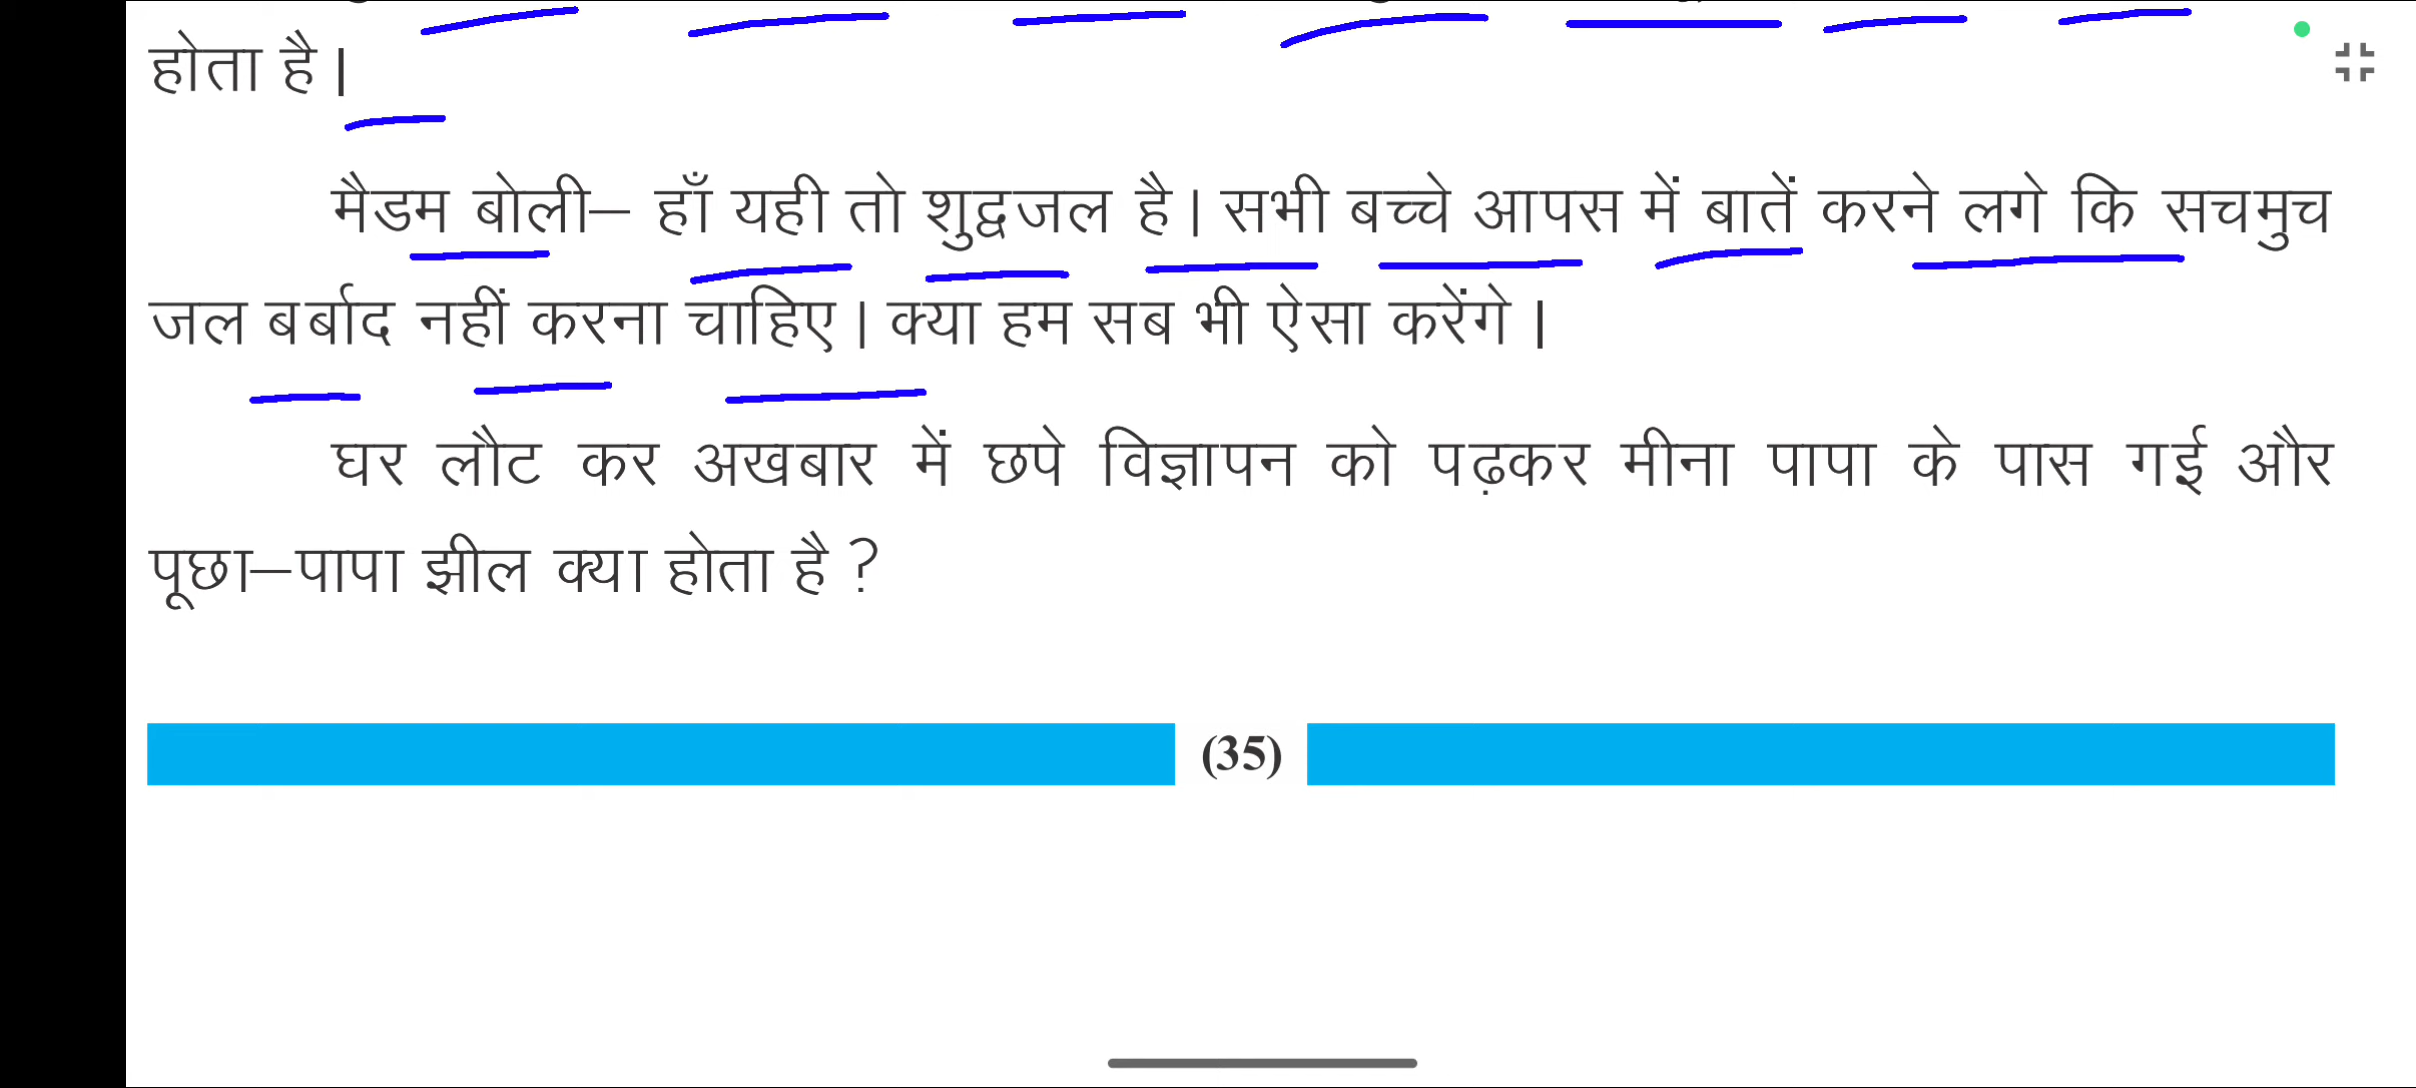 होता है।
मैडम बोली– हाँ यही तो शुद्वजल है। सभी बच्चे आपस में बातें करने लगे कि सचमुच
जल बर्बाद नहीं करना चाहिए। क्या हम सब भी ऐसा करेंगे।
घर लौट कर अखबार में छपे विज्ञापन को पढ़कर मीना पापा के पास गई और
पूछा–पापा झील क्या होता है ?
(35)